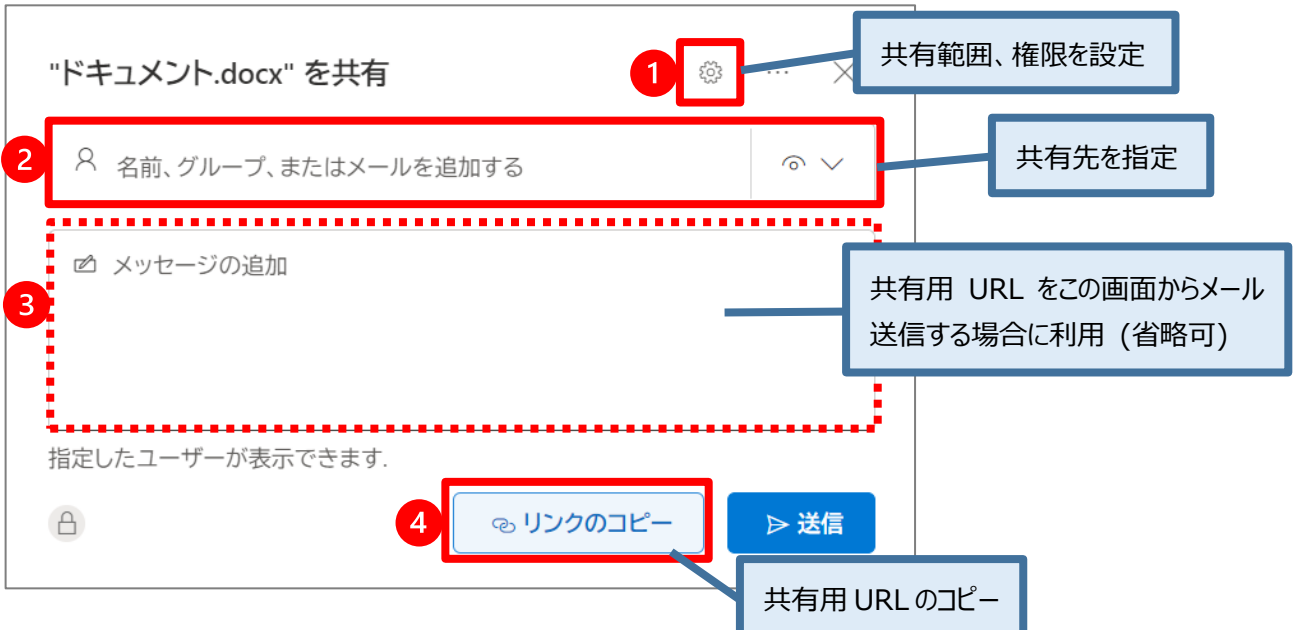 共有範囲、権限を設定
"ドキュメント.docx" を共有
1
2
名前、グループ、またはメールを追加する
共有先を指定
メッセージの追加
3
共有用 URL をこの画面からメール
送信する場合に利用 (省略可)
指定したユーザーが表示できます.
4
リンクのコピー
送信
共有用 URL のコピー